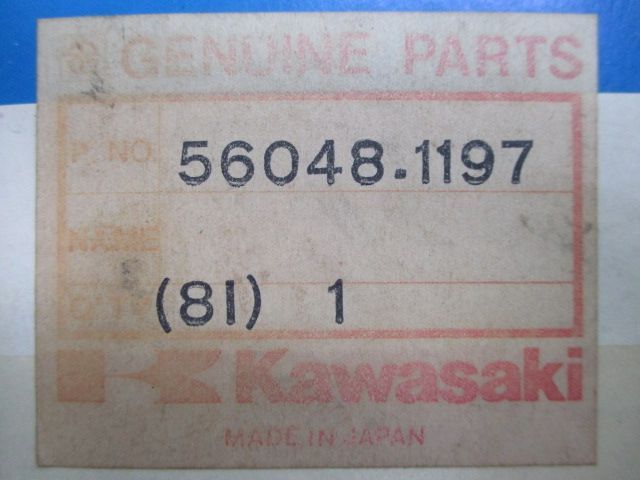 GENUINE PARTS
P. NO. 56048-1197
NAME
Q'TY (81) 1
Kawasaki
MADE IN JAPAN